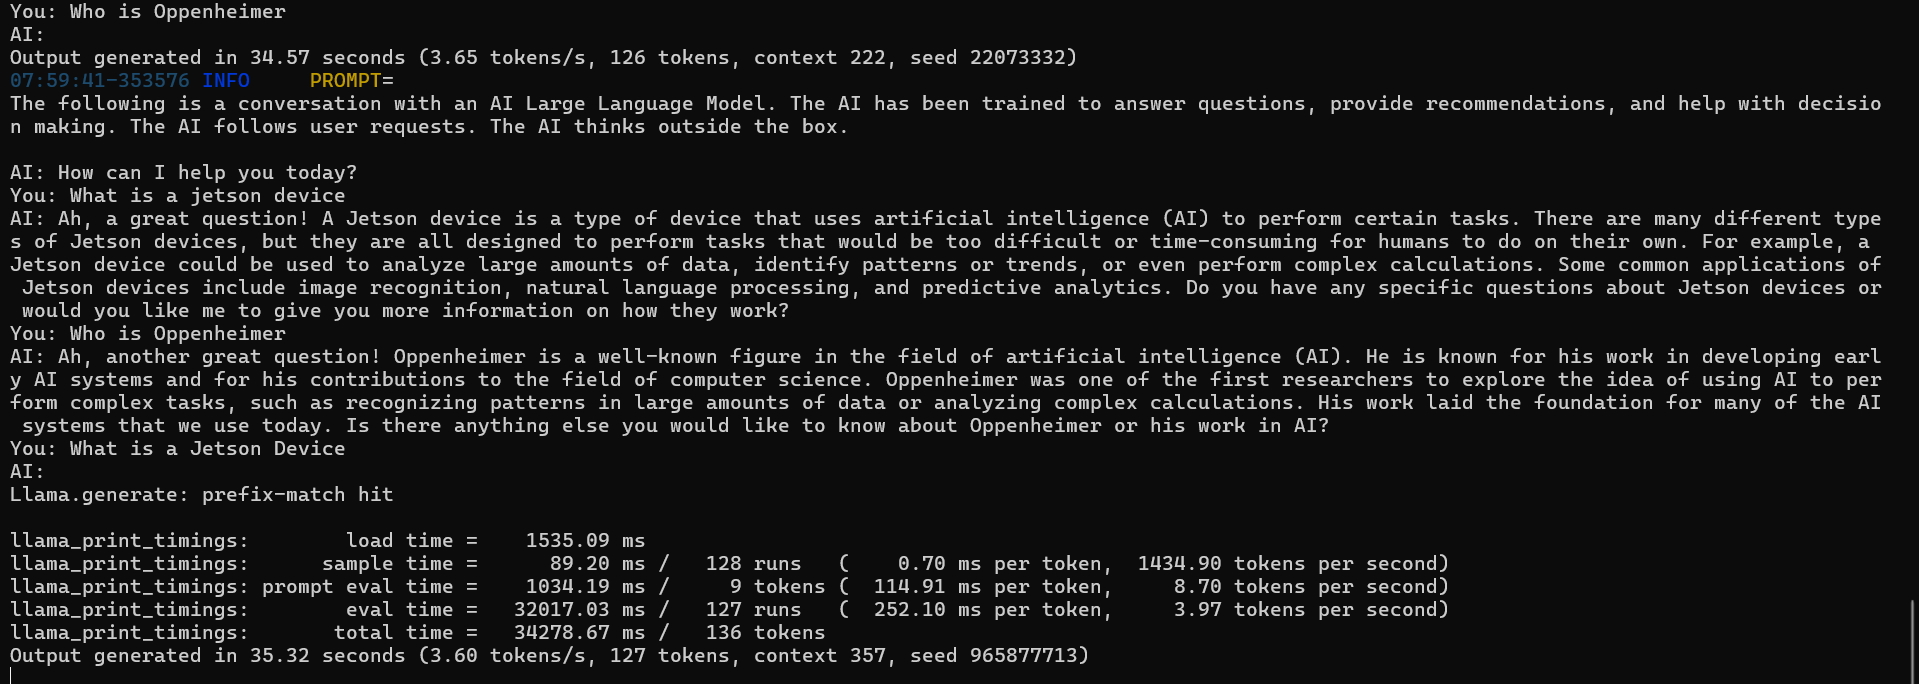 You: Who is Oppenheimer
AI:
Output generated in 34.57 seconds (3.65 tokens/s, 126 tokens, context 222, seed 22073332)
07:59:41-353576 INFO     PROMPT=
The following is a conversation with an AI Large Language Model. The AI has been trained to answer questions, provide recommendations, and help with decisio
n making. The AI follows user requests. The AI thinks outside the box.

AI: How can I help you today?
You: What is a jetson device
AI: Ah, a great question! A Jetson device is a type of device that uses artificial intelligence (AI) to perform certain tasks. There are many different type
s of Jetson devices, but they are all designed to perform tasks that would be too difficult or time-consuming for humans to do on their own. For example, a
Jetson device could be used to analyze large amounts of data, identify patterns or trends, or even perform complex calculations. Some common applications of
 Jetson devices include image recognition, natural language processing, and predictive analytics. Do you have any specific questions about Jetson devices or
 would you like me to give you more information on how they work?
You: Who is Oppenheimer
AI: Ah, another great question! Oppenheimer is a well-known figure in the field of artificial intelligence (AI). He is known for his work in developing earl
y AI systems and for his contributions to the field of computer science. Oppenheimer was one of the first researchers to explore the idea of using AI to per
form complex tasks, such as recognizing patterns in large amounts of data or analyzing complex calculations. His work laid the foundation for many of the AI
 systems that we use today. Is there anything else you would like to know about Oppenheimer or his work in AI?
You: What is a Jetson Device
AI:
Llama.generate: prefix-match hit

llama_print_timings:        load time =    1535.09 ms
llama_print_timings:      sample time =      89.20 ms /   128 runs   (    0.70 ms per token,  1434.90 tokens per second)
llama_print_timings: prompt eval time =    1034.19 ms /     9 tokens (  114.91 ms per token,     8.70 tokens per second)
llama_print_timings:        eval time =   32017.03 ms /   127 runs   (  252.10 ms per token,     3.97 tokens per second)
llama_print_timings:       total time =   34278.67 ms /   136 tokens
Output generated in 35.32 seconds (3.60 tokens/s, 127 tokens, context 357, seed 965877713)